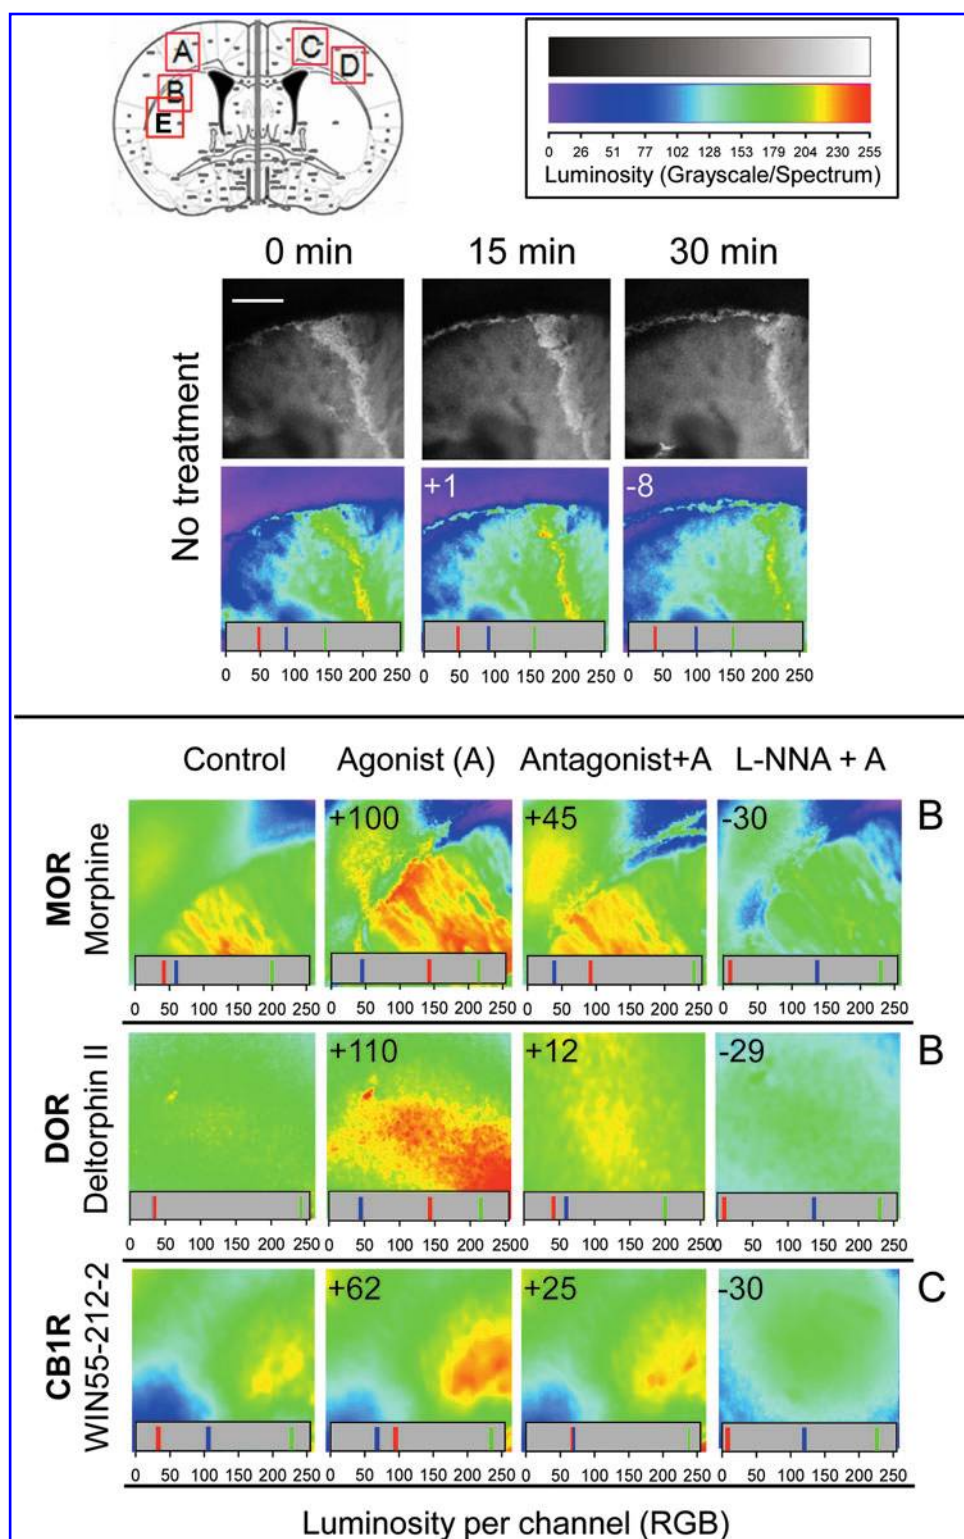 A
C
D
B
E
0 26 51 77 102 128 153 179 204 230 255
Luminosity (Grayscale/Spectrum)
0 min 15 min 30 min
No treatment
+1 -8
0 50 100 150 200 250 0 50 100 150 200 250 0 50 100 150 200 250
Control Agonist (A) Antagonist+A L-NNA + A
MOR
Morphine
+100 +45 -30 B
0 50 100 150 200 250 0 50 100 150 200 250 0 50 100 150 200 250 0 50 100 150 200 250
DOR
Deltorphin II
+110 +12 -29 B
0 50 100 150 200 250 0 50 100 150 200 250 0 50 100 150 200 250 0 50 100 150 200 250
CB1R
WIN55-212-2
+62 +25 -30 C
0 50 100 150 200 250 0 50 100 150 200 250 0 50 100 150 200 250 0 50 100 150 200 250
Luminosity per channel (RGB)